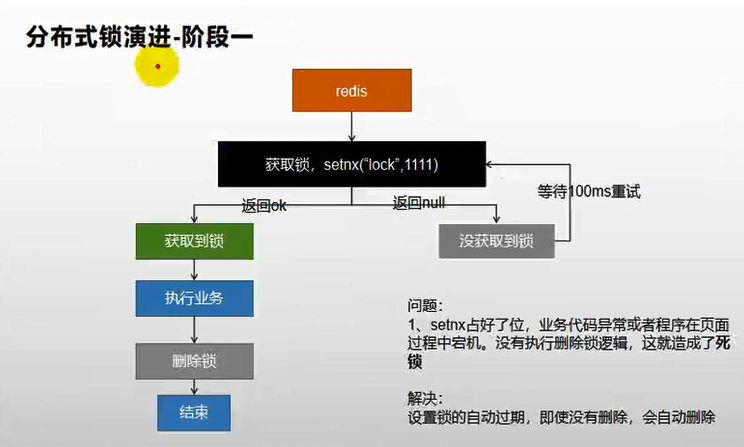 分布式锁演进-阶段一
redis
获取锁，setnx(“lock”,1111)
等待100ms重试
返回ok
返回null
获取到锁
没获取到锁
执行业务
删除锁
结束
问题：
1、setnx占好了位，业务代码异常或者程序在页面
过程中宕机。没有执行删除锁逻辑，这就造成了死
锁
解决：
设置锁的自动过期，即使没有删除，会自动删除